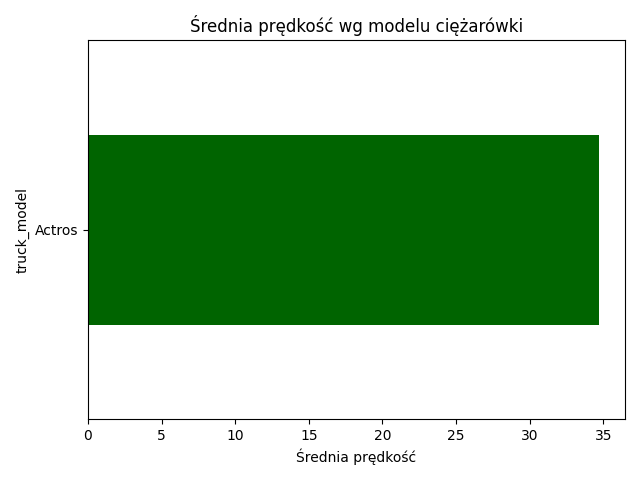 Średnia prędkość wg modelu ciężarówki
truck_model
Actros
0 5 10 15 20 25 30 35
Średnia prędkość